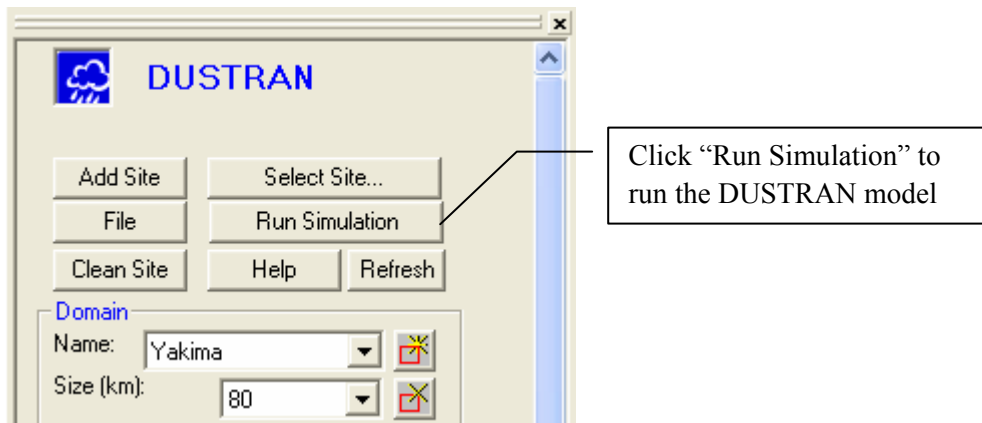 DUSTRAN
Add Site Select Site...
File Run Simulation
Clean Site Help Refresh
Domain
Name: Yakima
Size (km): 80
Click “Run Simulation” to
run the DUSTRAN model